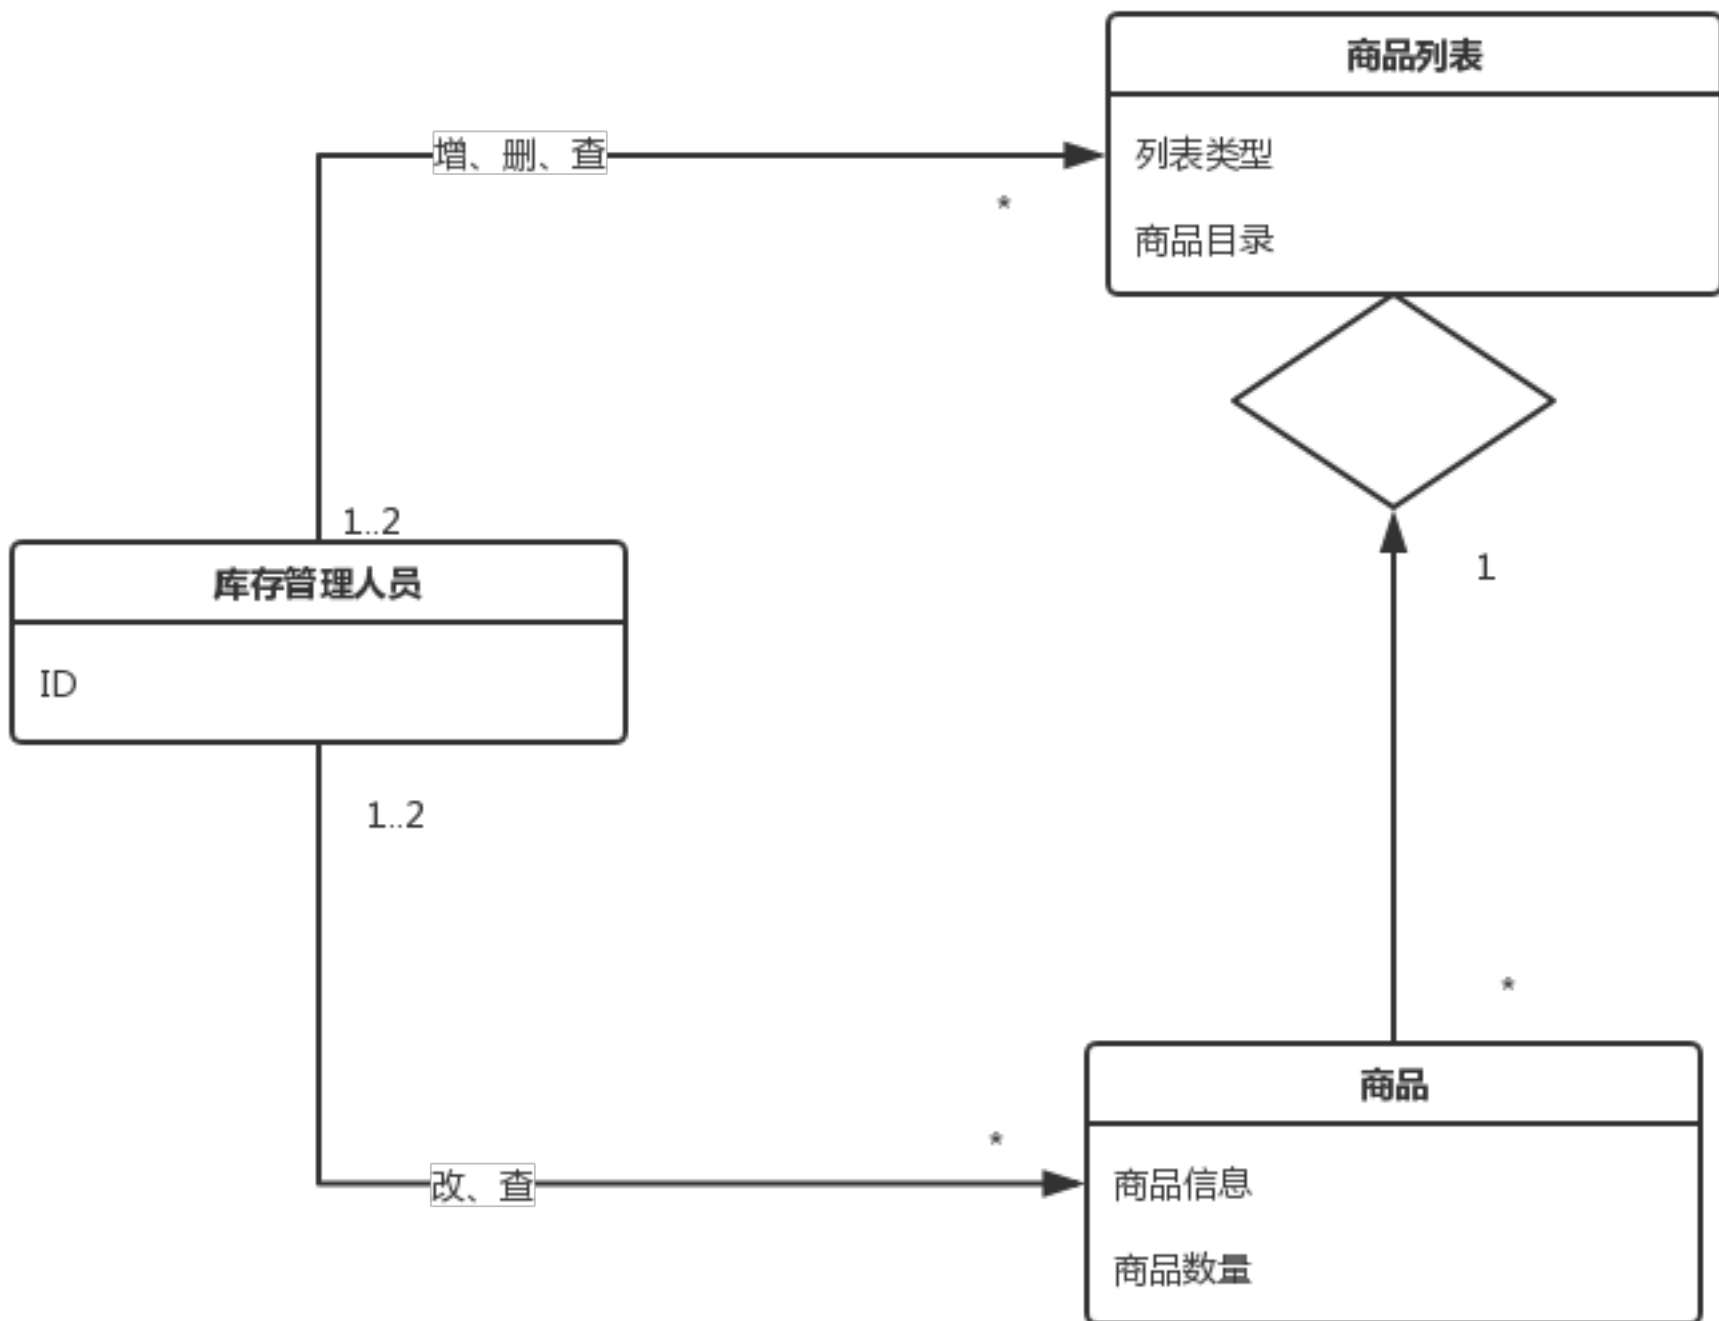 商品列表
增、删、查
列表类型
*
商品目录
1..2
库存管理人员
1
ID
1..2
*
商品
*
改、查
商品信息
商品数量